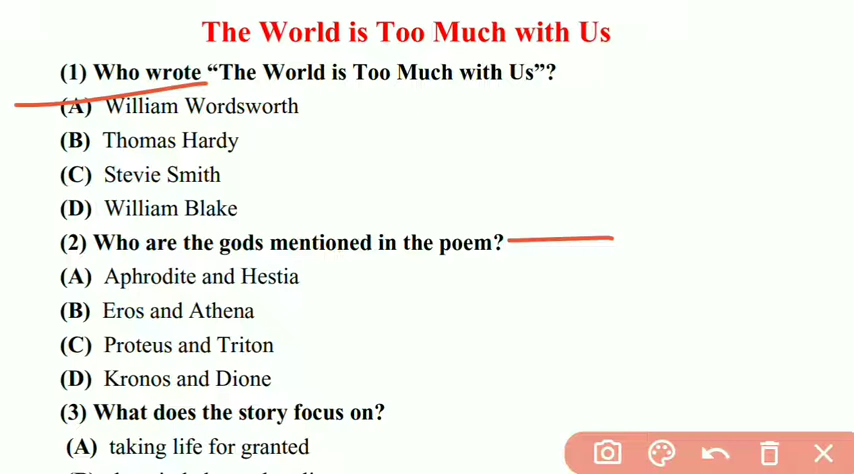 The World is Too Much with Us
(1) Who wrote “The World is Too Much with Us”?
(A) William Wordsworth
(B) Thomas Hardy
(C) Stevie Smith
(D) William Blake
(2) Who are the gods mentioned in the poem?
(A) Aphrodite and Hestia
(B) Eros and Athena
(C) Proteus and Triton
(D) Kronos and Dione
(3) What does the story focus on?
(A) taking life for granted